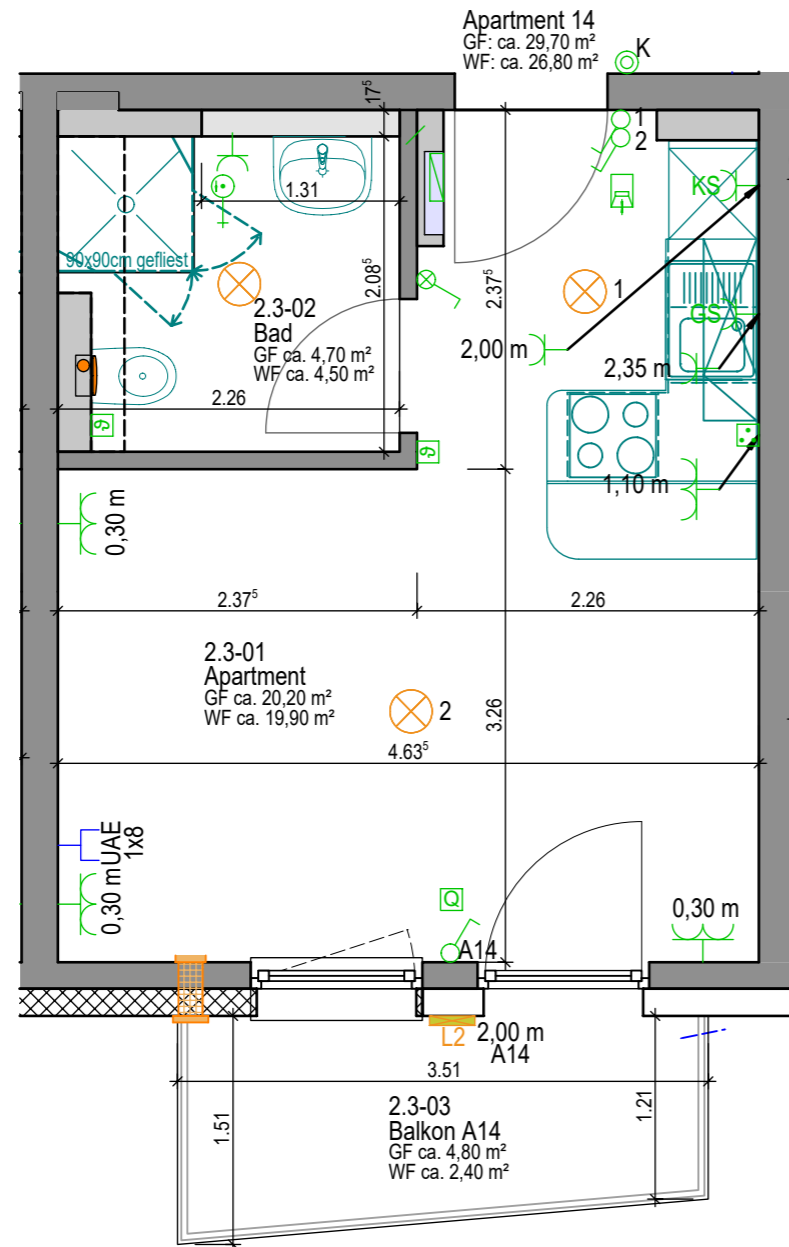 Apartment 14
GF: ca. 29,70 m²
WF: ca. 26,80 m²
K
17⁵
1
2
1.31
KS
90x90cm gefliest
2.08⁵
2.37⁵
1
2.3-02
Bad
GF ca. 4,70 m²
WF ca. 4,50 m²
GS
2,00 m
2,35 m
2.26
ϑ
ϑ
1,10 m
0,30 m
2.37⁵
2.26
2.3-01
Apartment
GF ca. 20,20 m²
WF ca. 19,90 m²
2
3.26
4.63⁵
UAE
1x8
0,30 m
Q
A14
0,30 m
L2
2,00 m
A14
3.51
1.51
1.21
2.3-03
Balkon A14
GF ca. 4,80 m²
WF ca. 2,40 m²